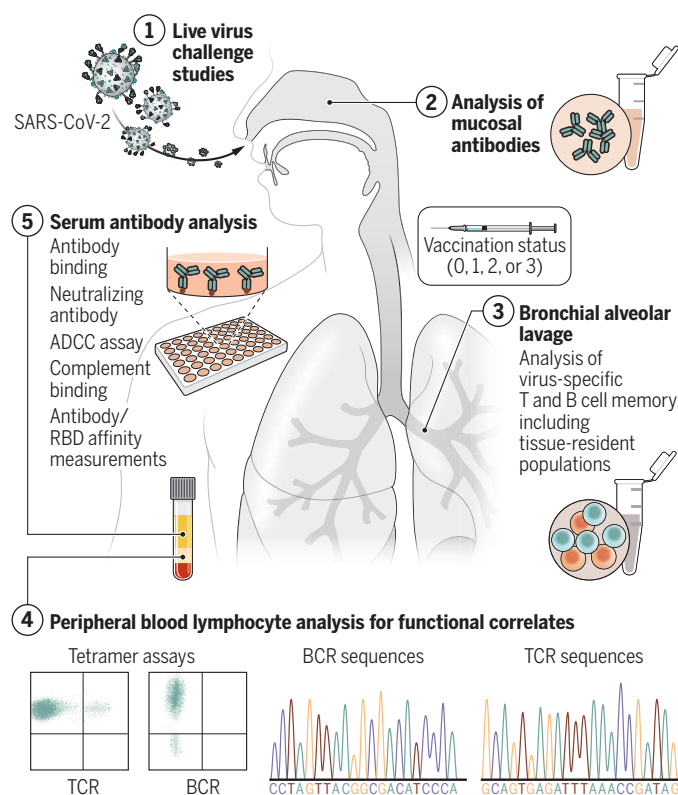 1 Live virus
challenge
studies
SARS-CoV-2
2 Analysis of
mucosal
antibodies
5 Serum antibody analysis
Antibody
binding
Neutralizing
antibody
ADCC assay
Complement
binding
Antibody/
RBD affinity
measurements
Vaccination status
(0, 1, 2, or 3)
3 Bronchial alveolar
lavage
Analysis of
virus-specific
T and B cell memory,
including
tissue-resident
populations
4 Peripheral blood lymphocyte analysis for functional correlates
Tetramer assays
TCR
BCR
BCR sequences
CCTAGTTACGGCGACATCCCA
TCR sequences
GCAGTGAGATTTAAACCGATAG